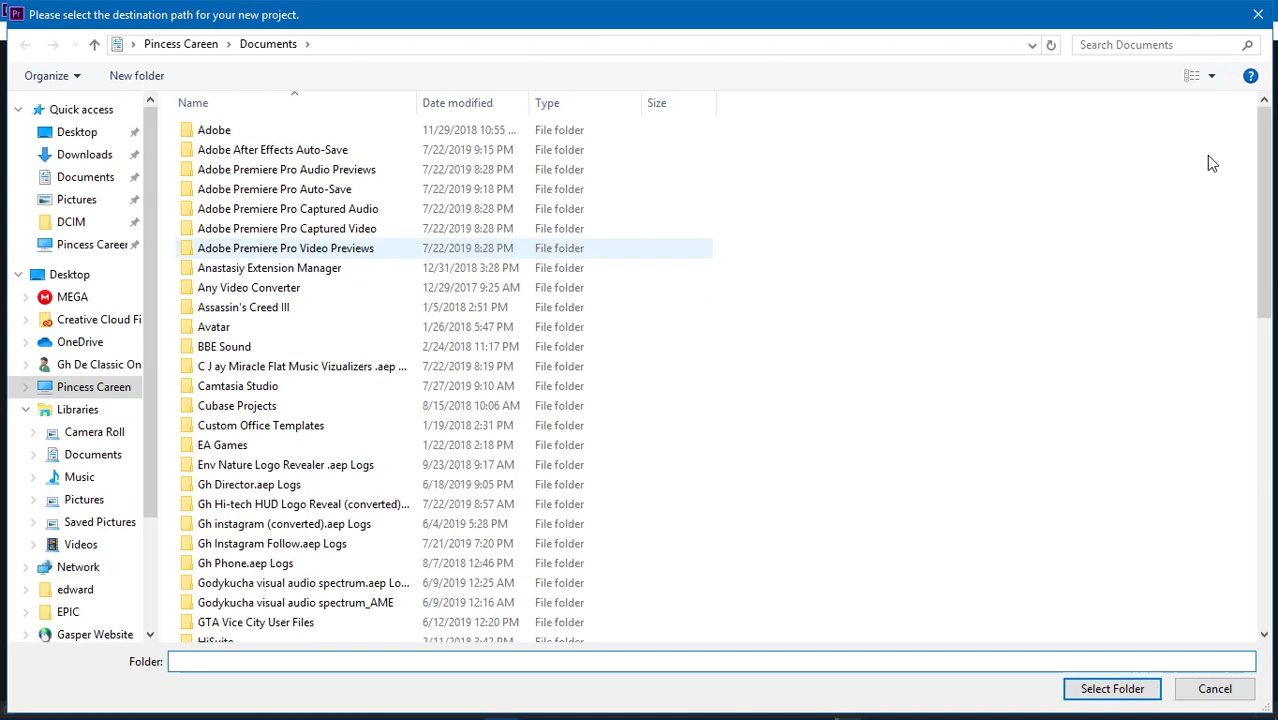 Pr Please select the destination path for your new project.
Pincess Careen Documents
Search Documents
Organize New folder
Name Date modified Type Size
Quick access
Desktop
Downloads
Documents
Pictures
DCIM
Pincess Careen
Desktop
MEGA
Creative Cloud Fi
OneDrive
Gh De Classic On
Pincess Careen
Libraries
Camera Roll
Documents
Music
Pictures
Saved Pictures
Videos
Network
edward
EPIC
Gasper Website
Adobe 11/29/2018 10:55 ... File folder
Adobe After Effects Auto-Save 7/22/2019 9:15 PM File folder
Adobe Premiere Pro Audio Previews 7/22/2019 8:28 PM File folder
Adobe Premiere Pro Auto-Save 7/22/2019 9:18 PM File folder
Adobe Premiere Pro Captured Audio 7/22/2019 8:28 PM File folder
Adobe Premiere Pro Captured Video 7/22/2019 8:28 PM File folder
Adobe Premiere Pro Video Previews 7/22/2019 8:28 PM File folder
Anastasiy Extension Manager 12/31/2018 3:28 PM File folder
Any Video Converter 12/29/2017 9:25 AM File folder
Assassin's Creed III 1/5/2018 2:51 PM File folder
Avatar 1/26/2018 5:47 PM File folder
BBE Sound 2/24/2018 11:17 PM File folder
C J ay Miracle Flat Music Vizualizers .aep ... 7/22/2019 8:19 PM File folder
Camtasia Studio 7/27/2019 9:10 AM File folder
Cubase Projects 8/15/2018 10:06 AM File folder
Custom Office Templates 1/19/2018 2:31 PM File folder
EA Games 1/22/2018 2:18 PM File folder
Env Nature Logo Revealer .aep Logs 9/23/2018 9:17 AM File folder
Gh Director.aep Logs 6/18/2019 9:05 PM File folder
Gh Hi-tech HUD Logo Reveal (converted)... 7/22/2019 8:57 AM File folder
Gh instagram (converted).aep Logs 6/4/2019 5:28 PM File folder
Gh Instagram Follow.aep Logs 7/21/2019 7:20 PM File folder
Gh Phone.aep Logs 8/7/2018 12:46 PM File folder
Godykucha visual audio spectrum.aep Lo... 6/9/2019 12:25 AM File folder
Godykucha visual audio spectrum_AME 6/9/2019 12:16 AM File folder
GTA Vice City User Files 6/12/2019 12:20 PM File folder
HiSuite 2/11/2018 3:42 PM File folder
Folder:
Select Folder Cancel